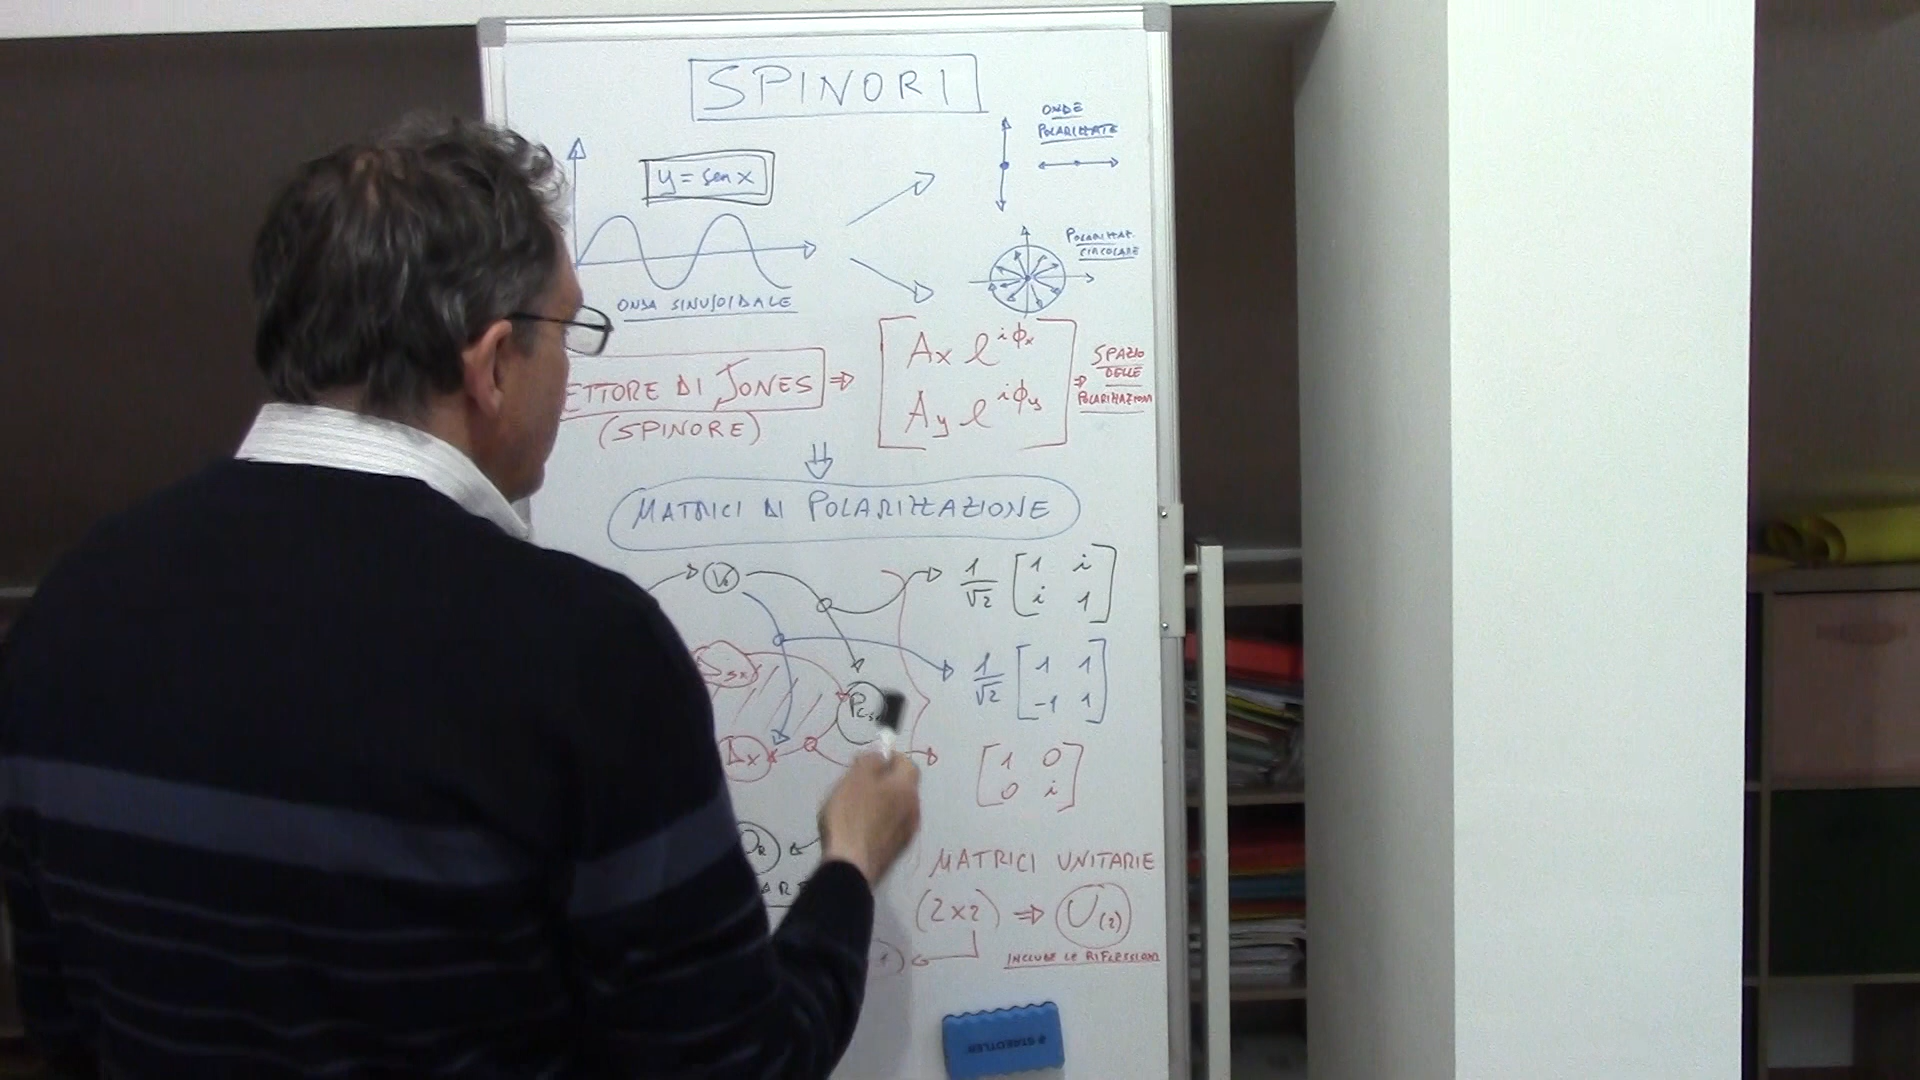 SPINORI
ONDE
POLARIZZATE
y = sen x
POLARIZZAZ.
CIRCOLARE
ONDA SINUSOIDALE
ETTORE DI JONES ⇒
(SPINORE)
Ax e^iϕx
Ay e^iϕy
⇒ SPAZIO
DELLE
POLARIZZAZIONI
⇓
MATRICI DI POLARIZZAZIONE
1/√2 [1 i
i 1]
1/√2 [1 1
-1 1]
[1 0
0 i]
MATRICI UNITARIE
(2x2) ⇒ U(2)
INCLUDE LE RIFLESSIONI
STAEDTLER